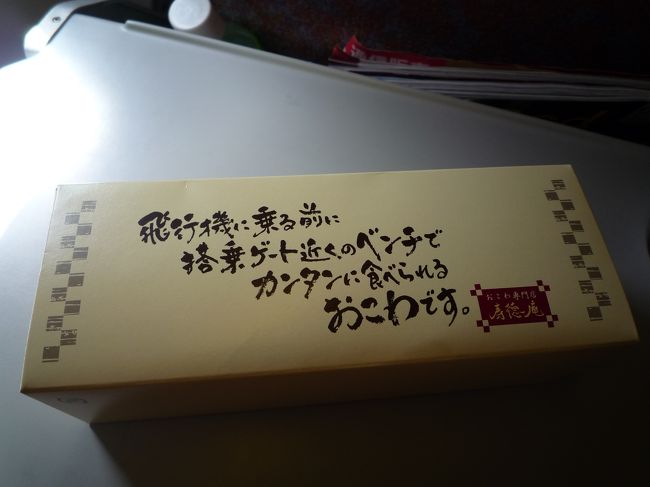 飛行機に乗る前に
搭乗ゲート近くのベンチで
カンタンに食べられる
おこわです。
おこわ専門店
寿徳庵